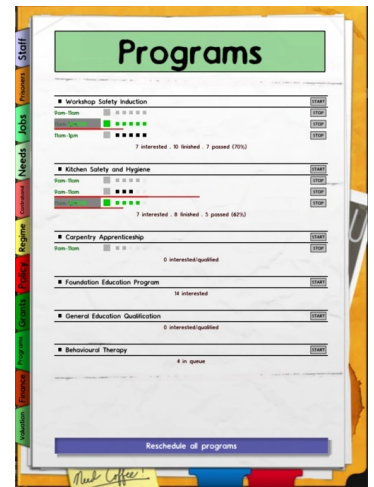 Programs
Staff
Prisoners
Jobs
Needs
Contraband
Regime
Policy
Grants
Programs
Finance
Valuation
Workshop Safety Induction START
9am-11am STOP
STOP
11am-1pm STOP
7 interested . 10 finished . 7 passed (70%)
Kitchen Safety and Hygiene START
9am-11am STOP
9am-11am STOP
STOP
7 interested . 8 finished . 5 passed (62%)
Carpentry Apprenticeship START
9am-11am STOP
0 interested/qualified
Foundation Education Program START
14 interested
General Education Qualification START
0 interested/qualified
Behavioural Therapy START
4 in queue
Reschedule all programs
Need Coffee!